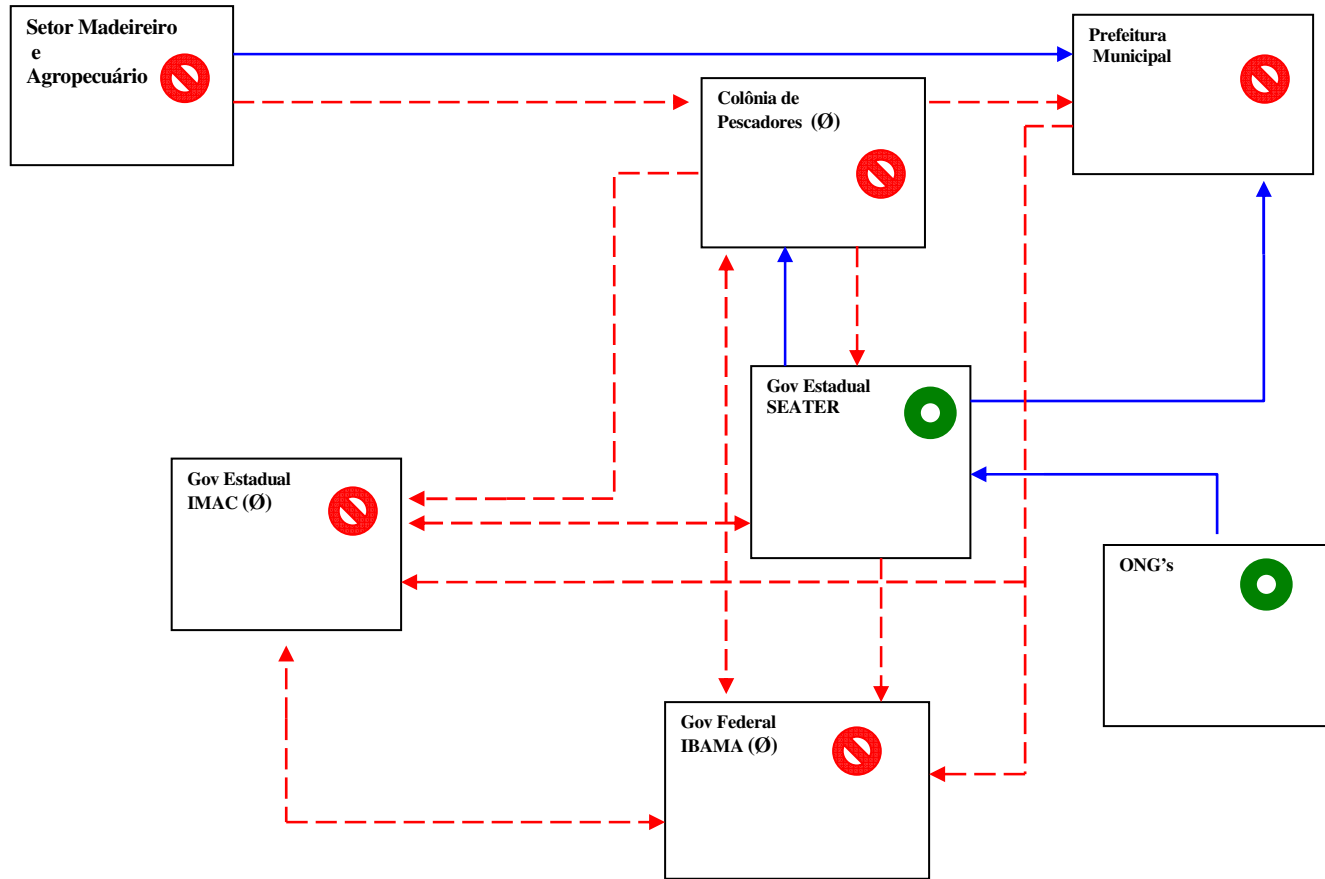 Setor Madeireiro
e
Agropecuário
Prefeitura
Municipal
Colônia de
Pescadores (Ø)
Gov Estadual
SEATER
Gov Estadual
IMAC (Ø)
ONG’s
Gov Federal
IBAMA (Ø)